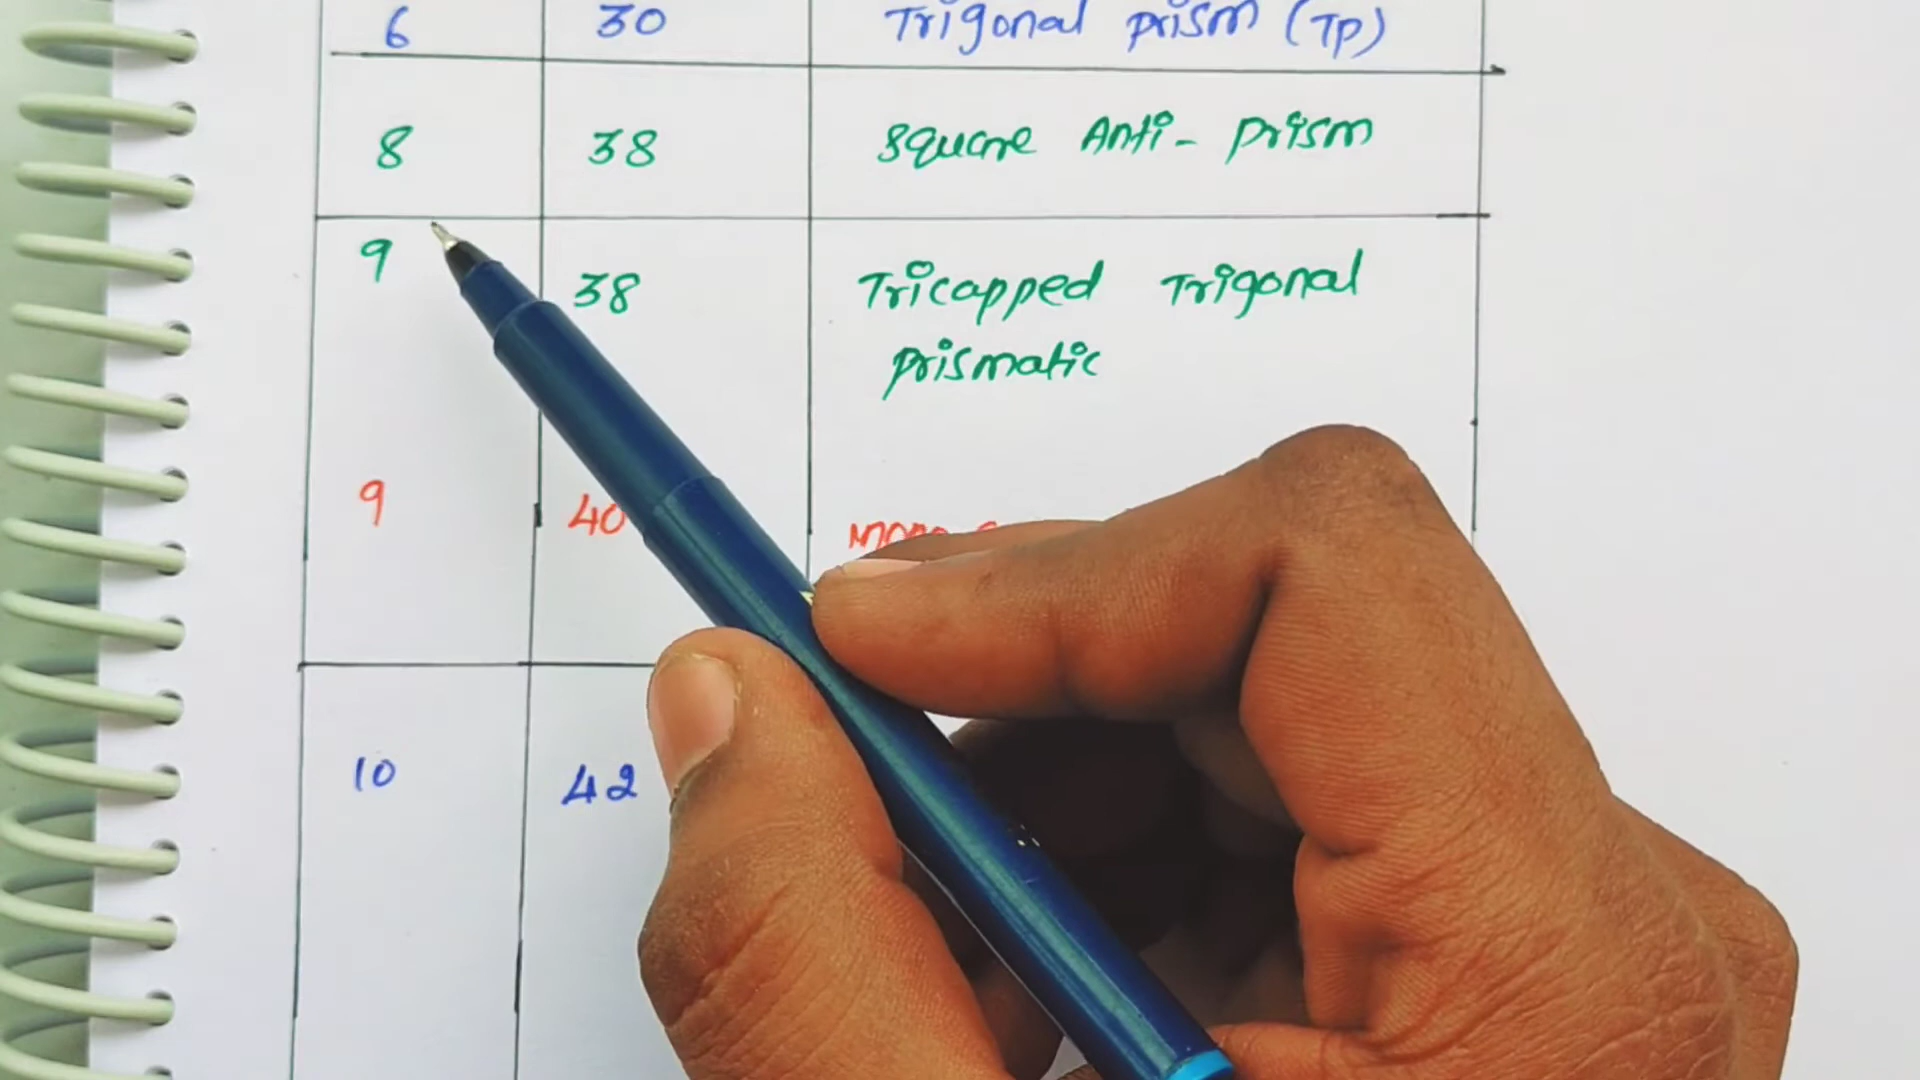 6 30 Trigonal prism (TP)
8 38 Square Anti-prism
9 38 Tricapped Trigonal
prismatic
9 40
10 42